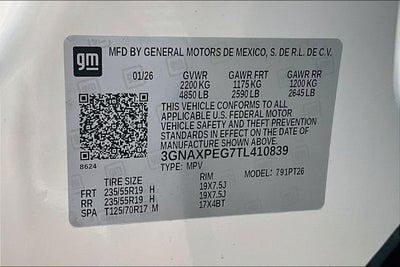 gm
MFD BY GENERAL MOTORS DE MEXICO, S. DE R.L. DE C.V.
01/26 GVWR GAWR FRT GAWR RR
2200 KG 1175 KG 1200 KG
4850 LB 2590 LB 2645 LB
THIS VEHICLE CONFORMS TO ALL
APPLICABLE U.S. FEDERAL MOTOR
VEHICLE SAFETY AND THEFT PREVENTION
STANDARDS IN EFFECT ON THE DATE OF
MANUFACTURE SHOWN ABOVE.
8624
3GNAXPEG7TL410839
TYPE: MPV MODEL: 791PT26
TIRE SIZE RIM
FRT 235/55R19 H 19X7.5J
RR 235/55R19 H 19X7.5J
SPA T125/70R17 M 17X4BT